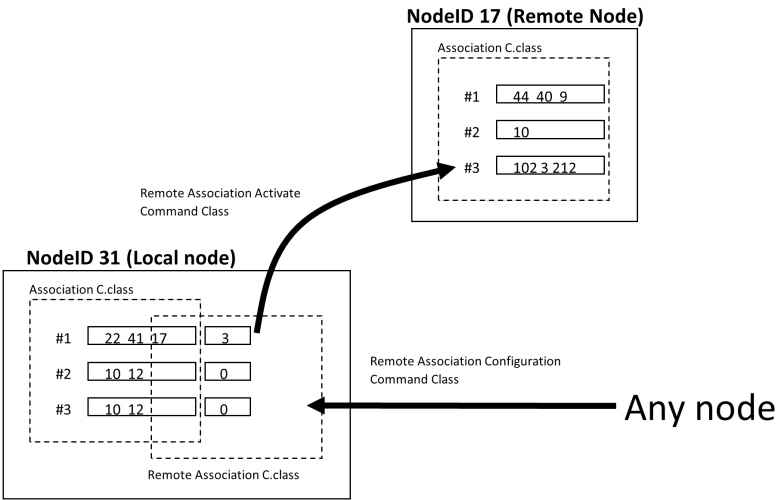 NodeID 17 (Remote Node)
Association C.class
#1 44 40 9
#2 10
#3 102 3 212
Remote Association Activate
Command Class
NodeID 31 (Local node)
Association C.class
#1 22 41 17 3
#2 10 12 0
#3 10 12 0
Remote Association C.class
Remote Association Configuration
Command Class
Any node